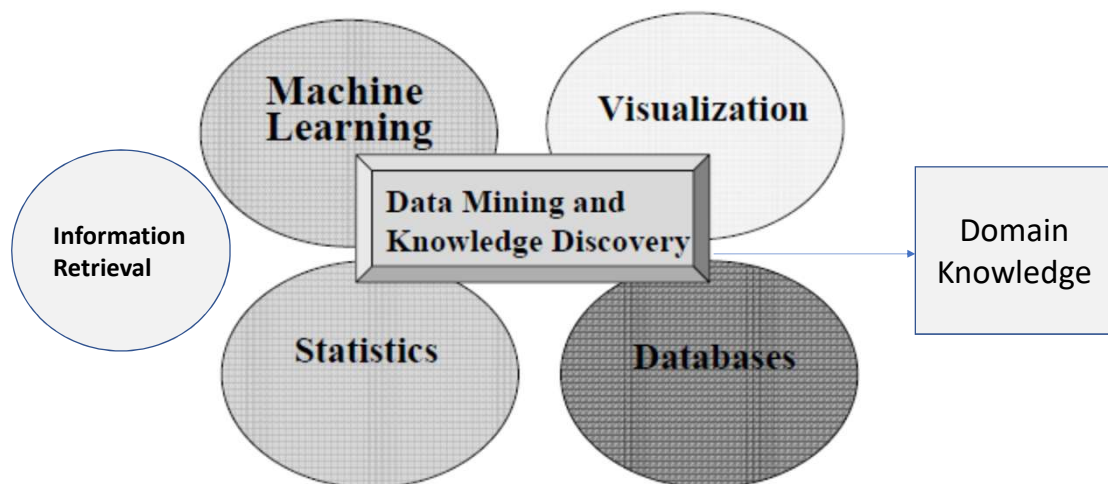 Machine
Learning
Visualization
Data Mining and
Knowledge Discovery
Information
Retrieval
Domain
Knowledge
Statistics
Databases